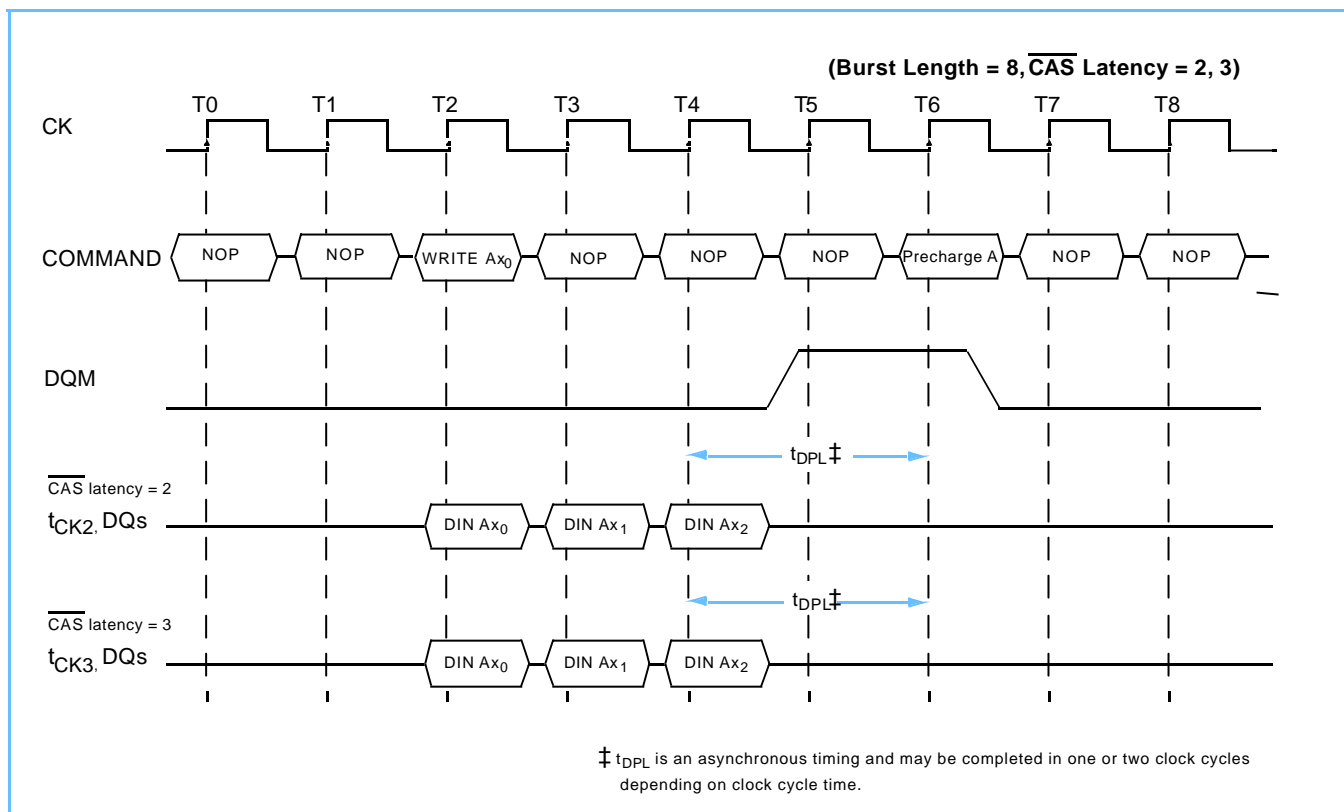 (Burst Length = 8, CAS Latency = 2, 3)
T0 T1 T2 T3 T4 T5 T6 T7 T8
CK
COMMAND NOP NOP WRITE Ax0 NOP NOP NOP Precharge A NOP NOP
DQM
tDPL‡
CAS latency = 2
tCK2, DQs DIN Ax0 DIN Ax1 DIN Ax2
tDPL‡
CAS latency = 3
tCK3, DQs DIN Ax0 DIN Ax1 DIN Ax2
‡ tDPL is an asynchronous timing and may be completed in one or two clock cycles
depending on clock cycle time.